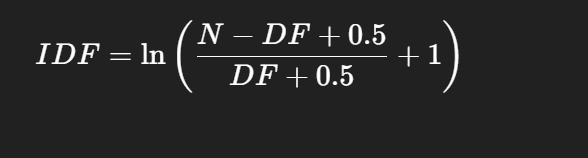 IDF = ln ( (N − DF + 0.5) / (DF + 0.5) + 1 )